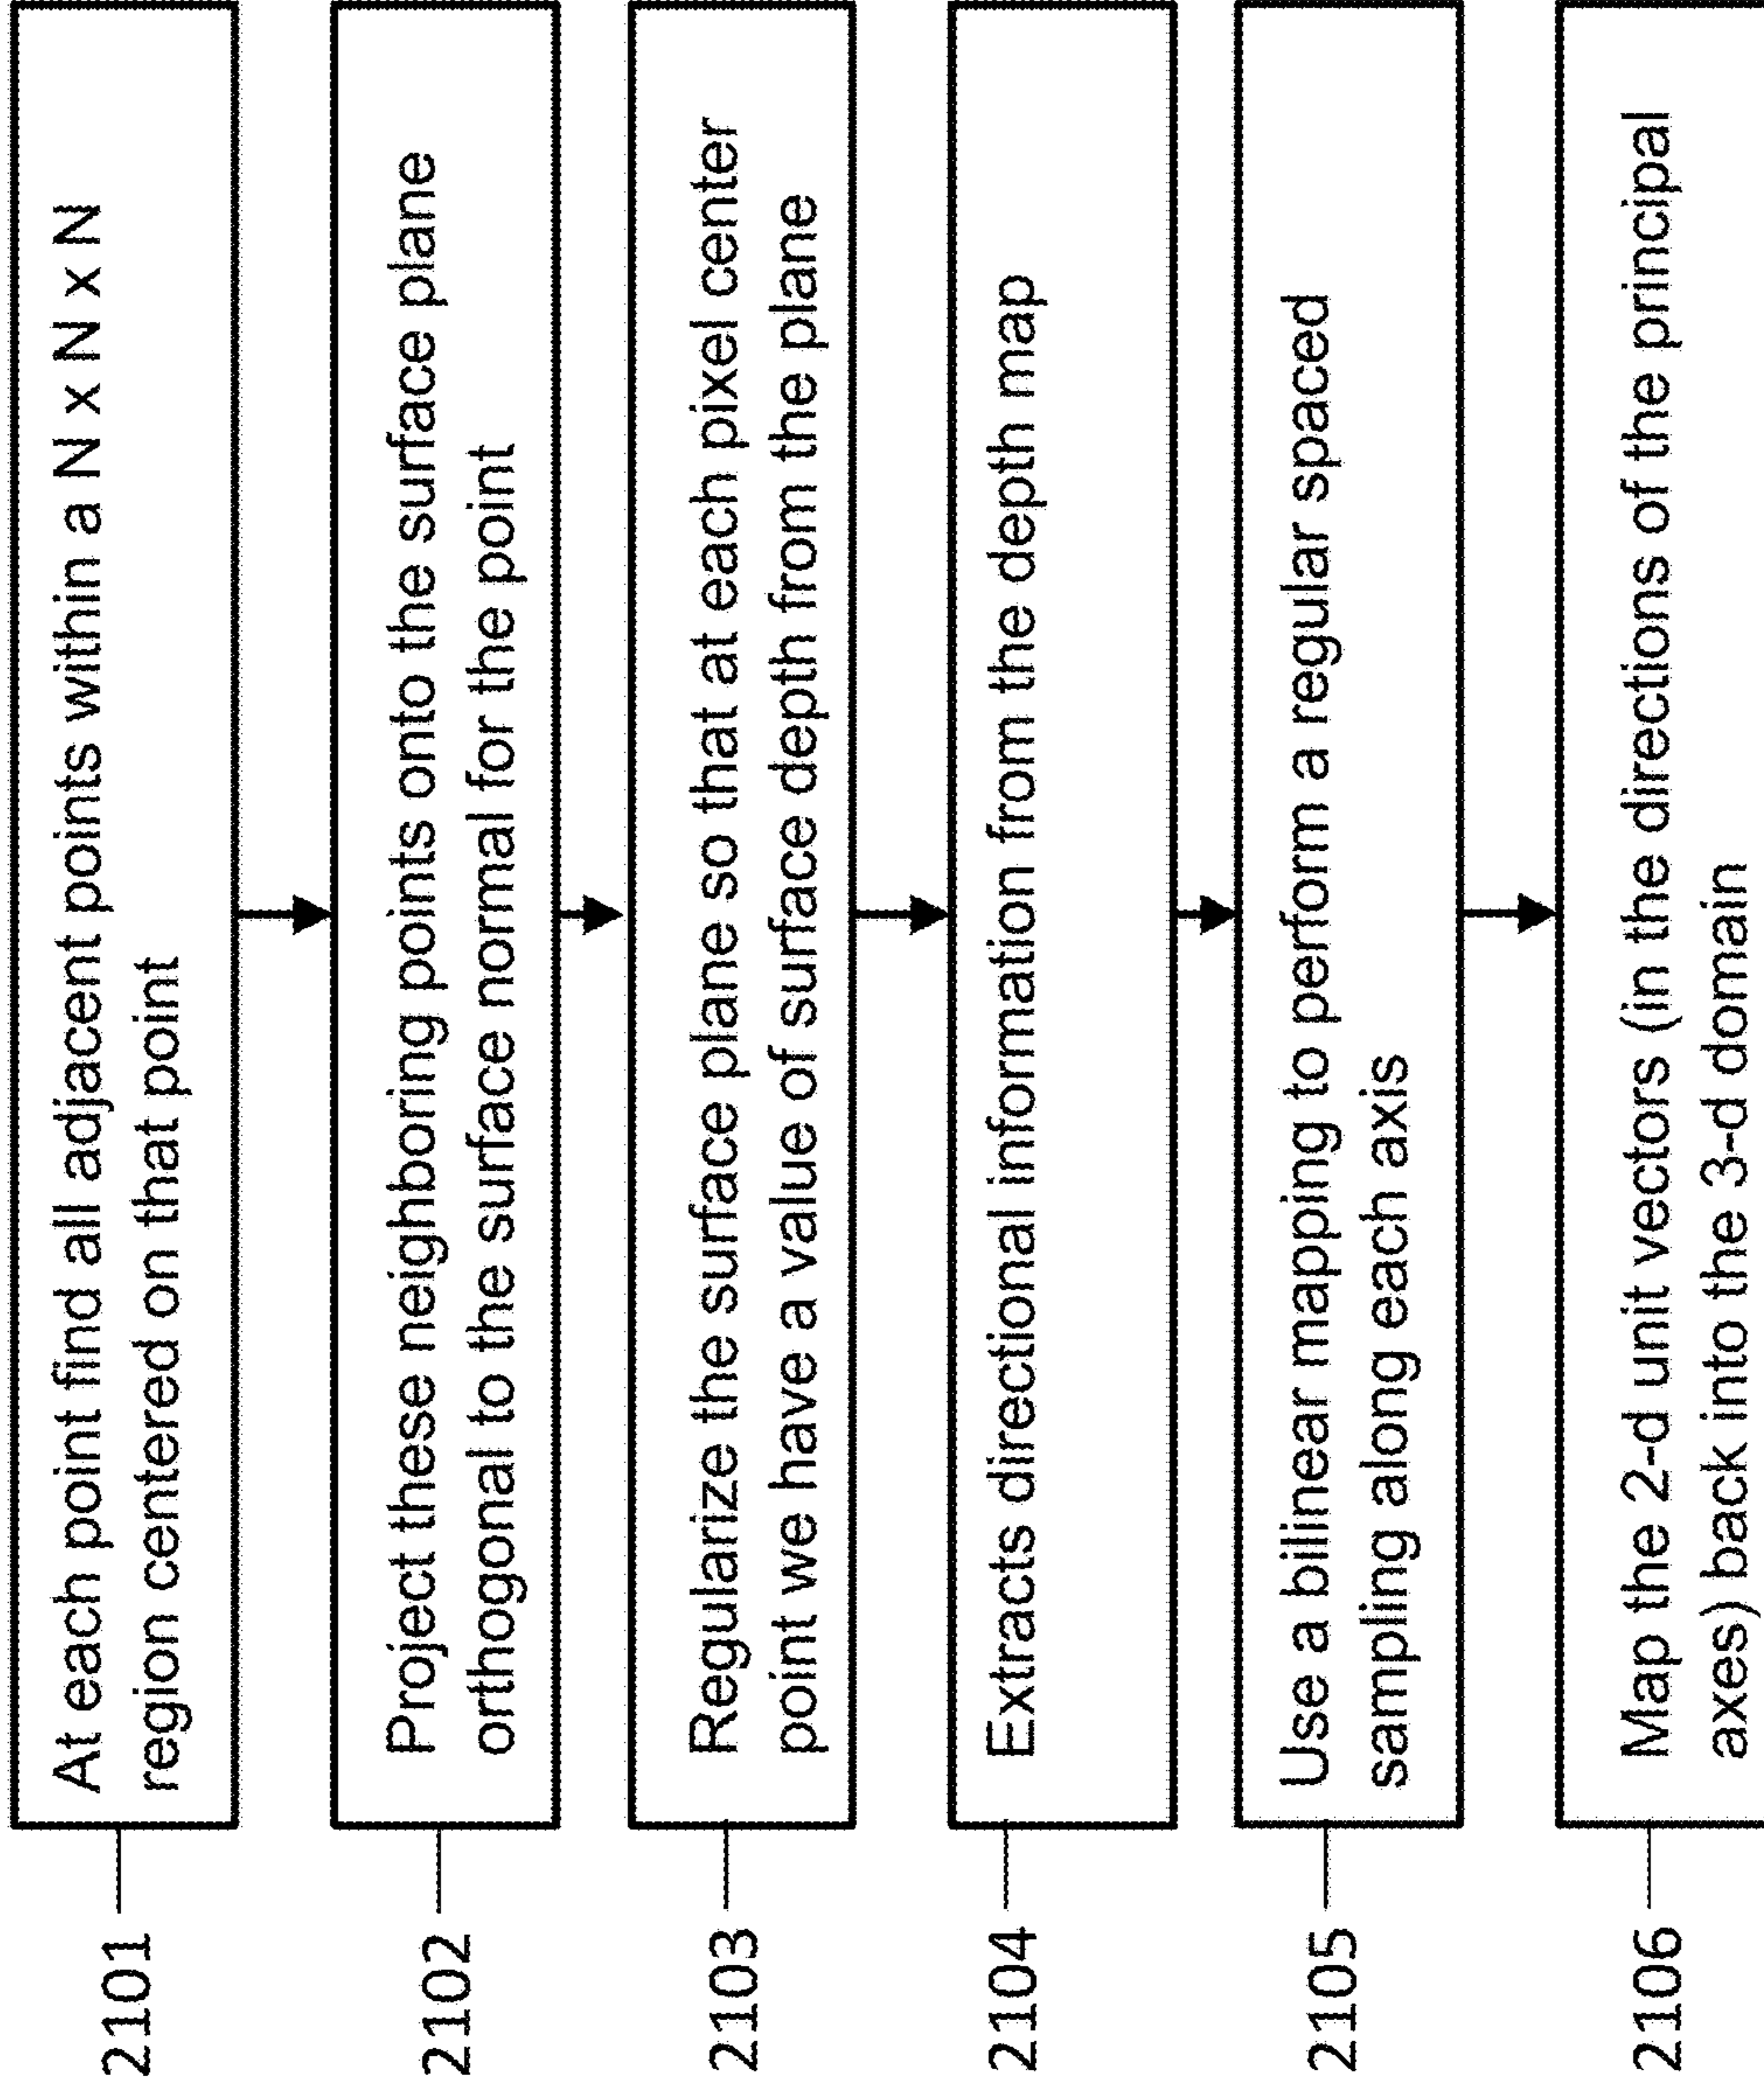 2101
At each point find all adjacent points within a N x N x N
region centered on that point
2102
Project these neighboring points onto the surface plane
orthogonal to the surface normal for the point
2103
Regularize the surface plane so that at each pixel center
point we have a value of surface depth from the plane
2104
Extracts directional information from the depth map
2105
Use a bilinear mapping to perform a regular spaced
sampling along each axis
2106
Map the 2-d unit vectors (in the directions of the principal
axes) back into the 3-d domain